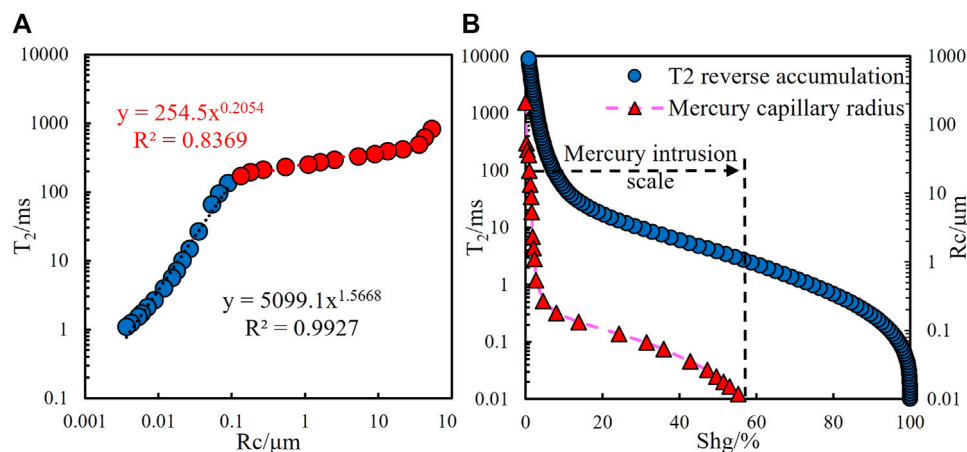 A
10000
1000
100
10
1
0.1
T₂/ms
0.001
0.01
0.1
1
10
10
Rc/μm
y = 254.5x^0.2054
R² = 0.8369
y = 5099.1x^1.5668
R² = 0.9927
B
10000
1000
100
10
1
0.1
0.01
T₂/ms
0
20
40
60
80
100
Shg/%
1000
100
10
1
0.1
0.01
Rc/μm
T2 reverse accumulation
Mercury capillary radius
Mercury intrusion
scale